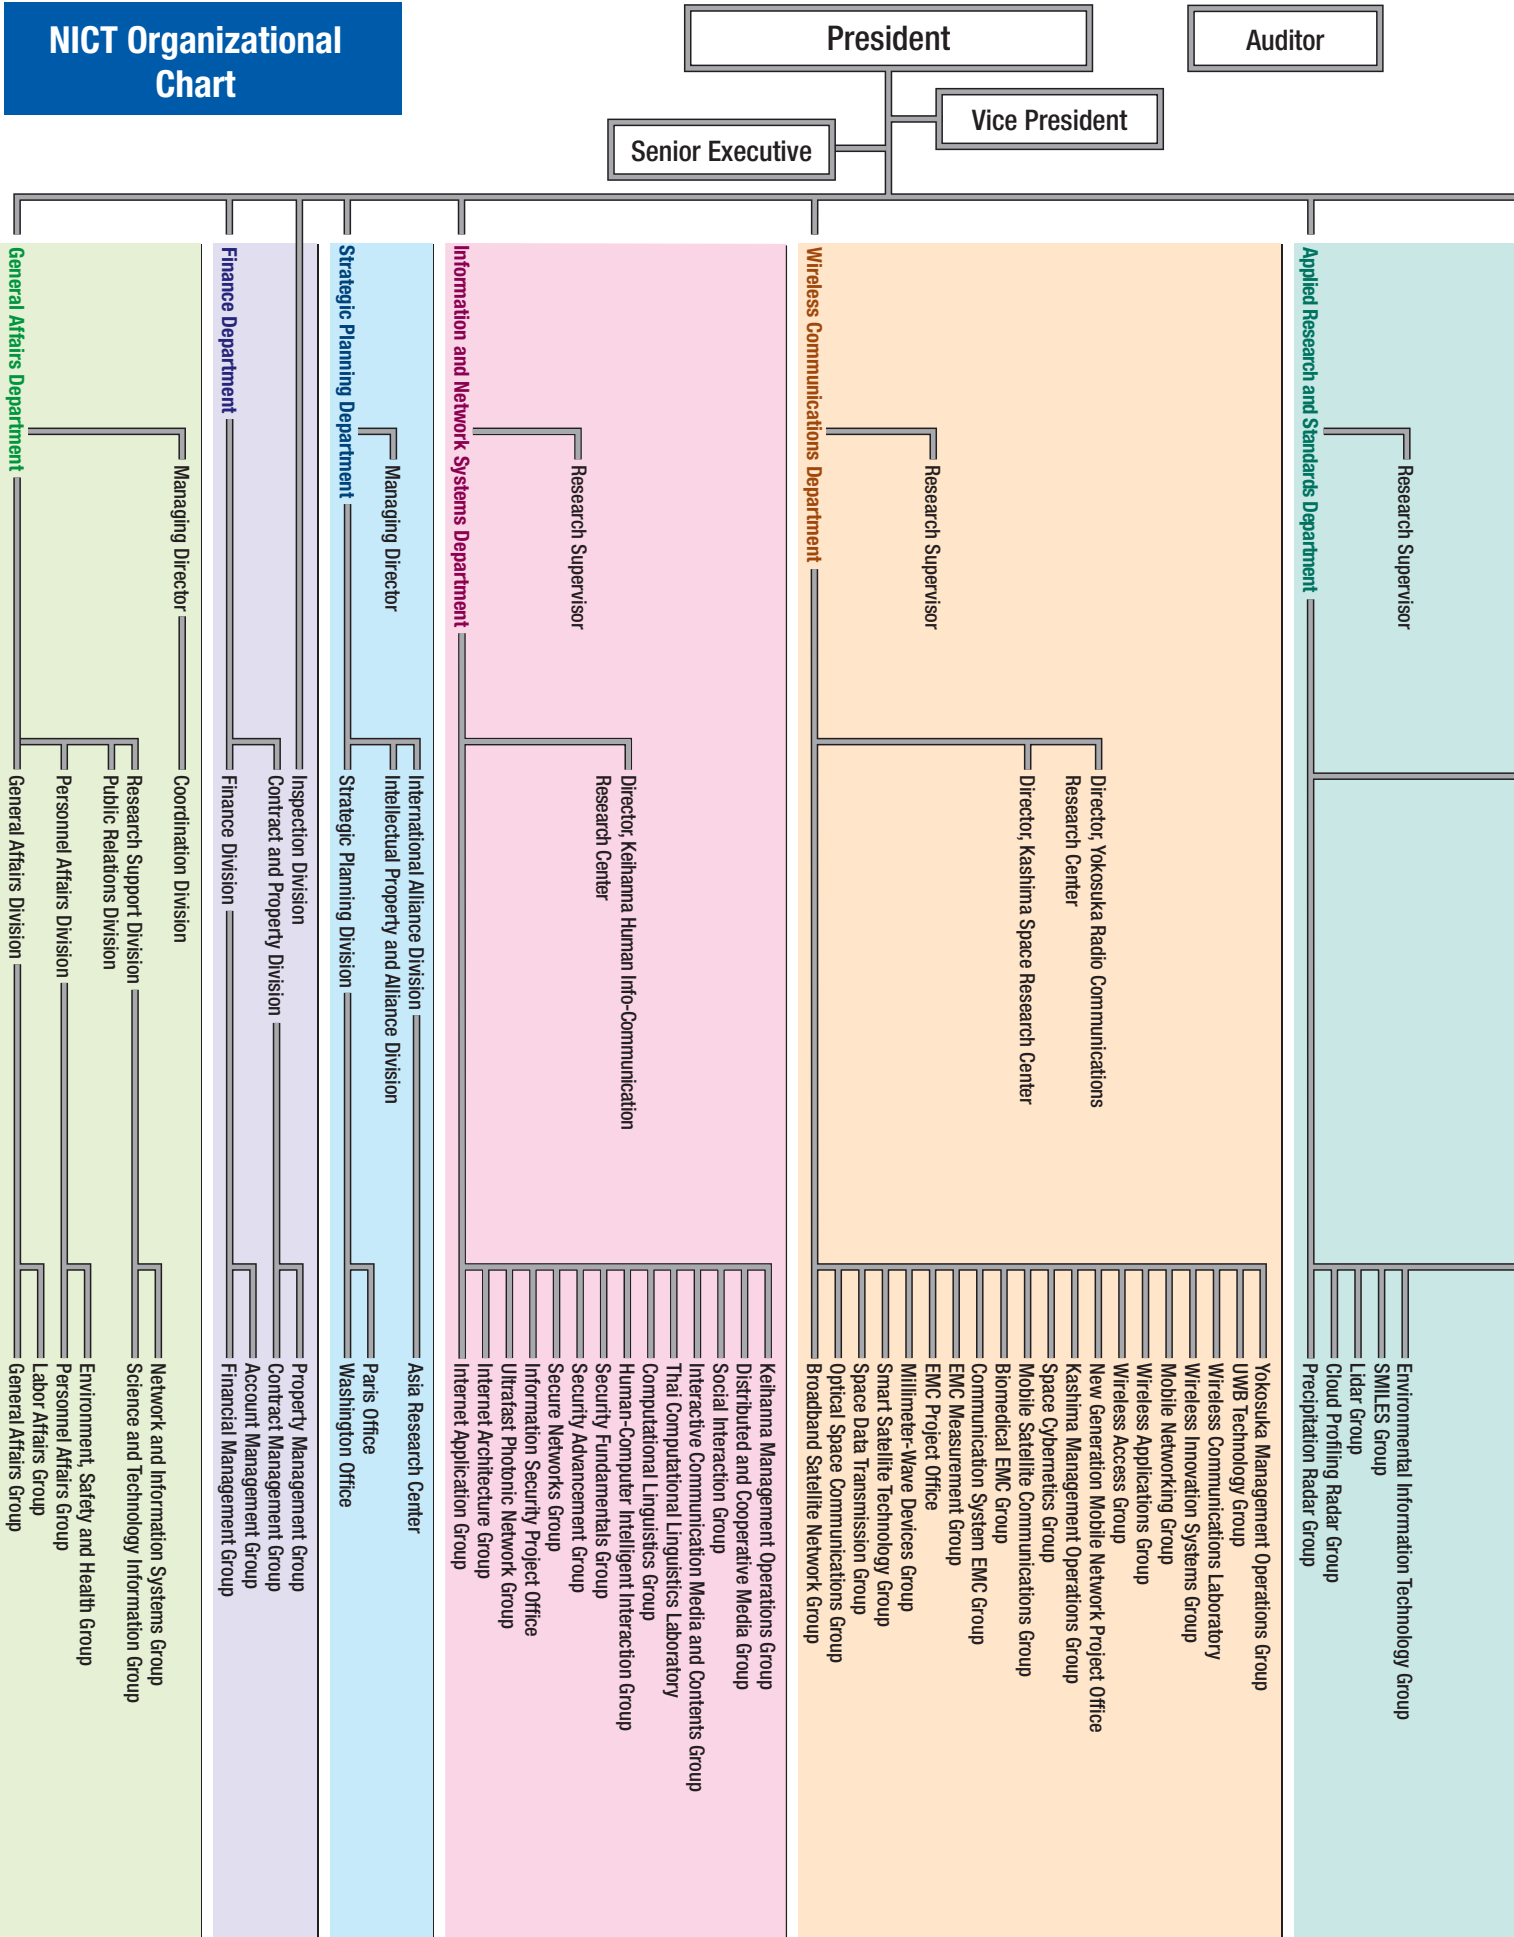 NICT Organizational
Chart
President
Auditor
Vice President
Senior Executive
General Affairs Department
Managing Director
Coordination Division
Research Support Division
Public Relations Division
Personnel Affairs Division
General Affairs Division
Network and Information Systems Group
Science and Technology Information Group
Environment, Safety and Health Group
Personnel Affairs Group
Labor Affairs Group
General Affairs Group
Finance Department
Inspection Division
Contract and Property Division
Finance Division
Property Management Group
Contract Management Group
Account Management Group
Financial Management Group
Strategic Planning Department
Managing Director
International Alliance Division
Intellectual Property and Alliance Division
Strategic Planning Division
Asia Research Center
Paris Office
Washington Office
Information and Network Systems Department
Research Supervisor
Director, Keihanna Human Info-Communication
Research Center
Keihanna Management Operations Group
Distributed and Cooperative Media Group
Social Interaction Group
Interactive Communication Media and Contents Group
Thai Computational Linguistics Laboratory
Computational Linguistics Group
Human-Computer Intelligent Interaction Group
Security Fundamentals Group
Security Advancement Group
Secure Networks Group
Information Security Project Office
Ultrafast Photonic Network Group
Internet Architecture Group
Internet Application Group
Wireless Communications Department
Research Supervisor
Director, Yokosuka Radio Communications
Research Center
Director, Kashima Space Research Center
Yokosuka Management Operations Group
UWB Technology Group
Wireless Communications Laboratory
Wireless Innovation Systems Group
Mobile Networking Group
Wireless Applications Group
Wireless Access Group
New Generation Mobile Network Project Office
Kashima Management Operations Group
Space Cybernetics Group
Mobile Satellite Communications Group
Biomedical EMC Group
Communication System EMC Group
EMC Measurement Group
EMC Project Office
Millimeter-Wave Devices Group
Smart Satellite Technology Group
Space Data Transmission Group
Optical Space Communications Group
Broadband Satellite Network Group
Applied Research and Standards Department
Research Supervisor
Environmental Information Technology Group
SMILES Group
Lidar Group
Cloud Profiling Radar Group
Precipitation Radar Group